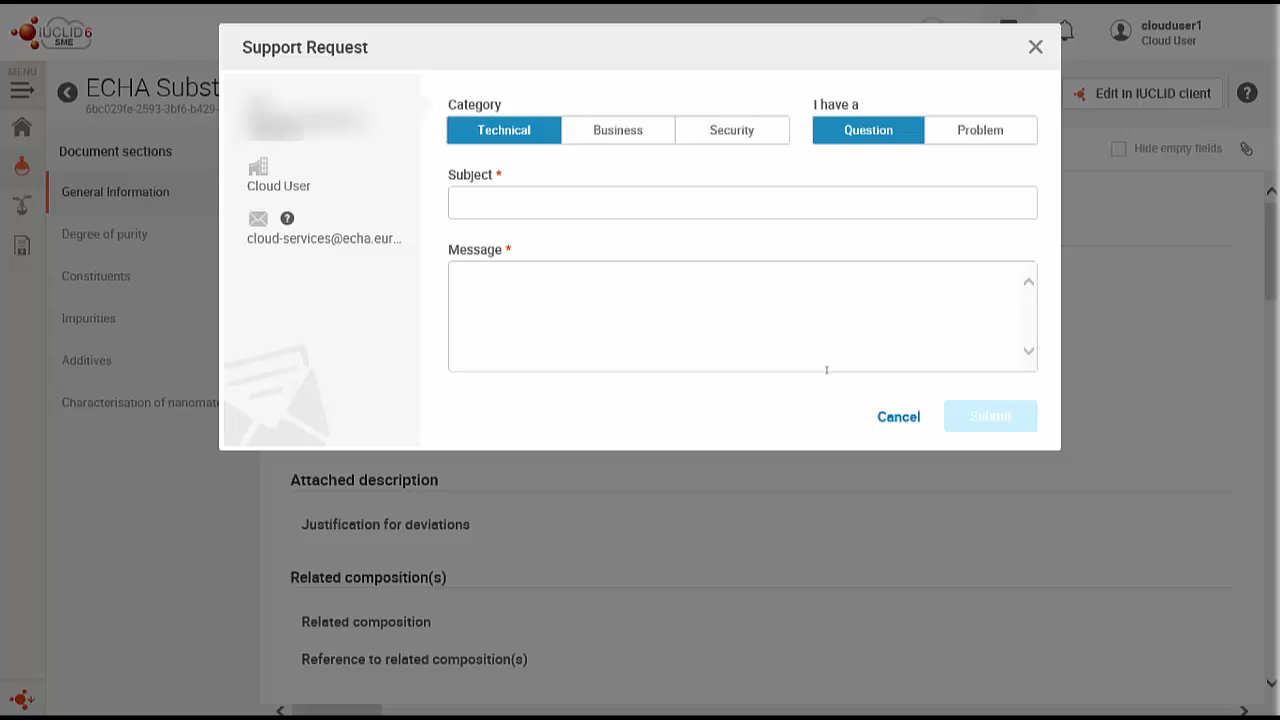 IUCLID 6
SME
clouduser1
Cloud User
MENU
ECHA Subst
6bc029fe-2593-3bf6-b429-
Edit in IUCLID client
Document sections
Hide empty fields
General Information
Degree of purity
Constituents
Impurities
Additives
Characterisation of nanomate
Support Request
Cloud User
cloud-services@echa.eur...
Category
I have a
Technical
Business
Security
Question
Problem
Subject *
Message *
Cancel
Submit
Attached description
Justification for deviations
Related composition(s)
Related composition
Reference to related composition(s)